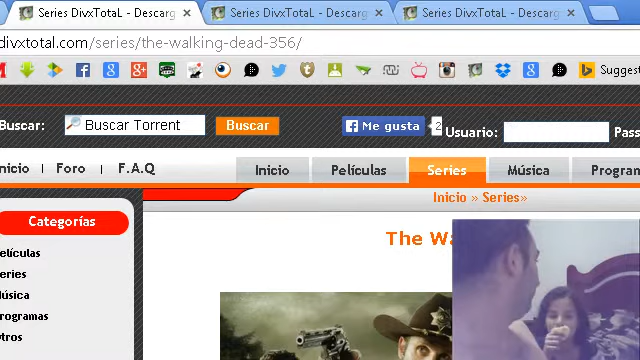 Series DivxTotaL - Descarg
Series DivxTotaL - Descarg
Series DivxTotaL - Descarg
divxtotal.com/series/the-walking-dead-356/
Suggest
Buscar:
Buscar Torrent
Buscar
Me gusta
2
Usuario:
Pass
nicio | Foro | F.A.Q
Inicio
Películas
Series
Música
Program
Inicio » Series»
Categorías
elículas
eries
úsica
rogramas
tros
The Wa